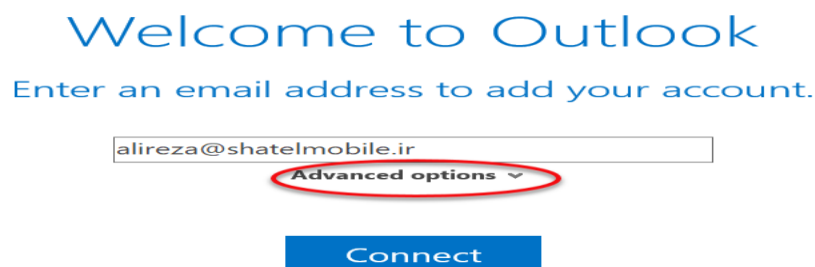 Welcome to Outlook
Enter an email address to add your account.
alireza@shatelmobile.ir
Advanced options
Connect